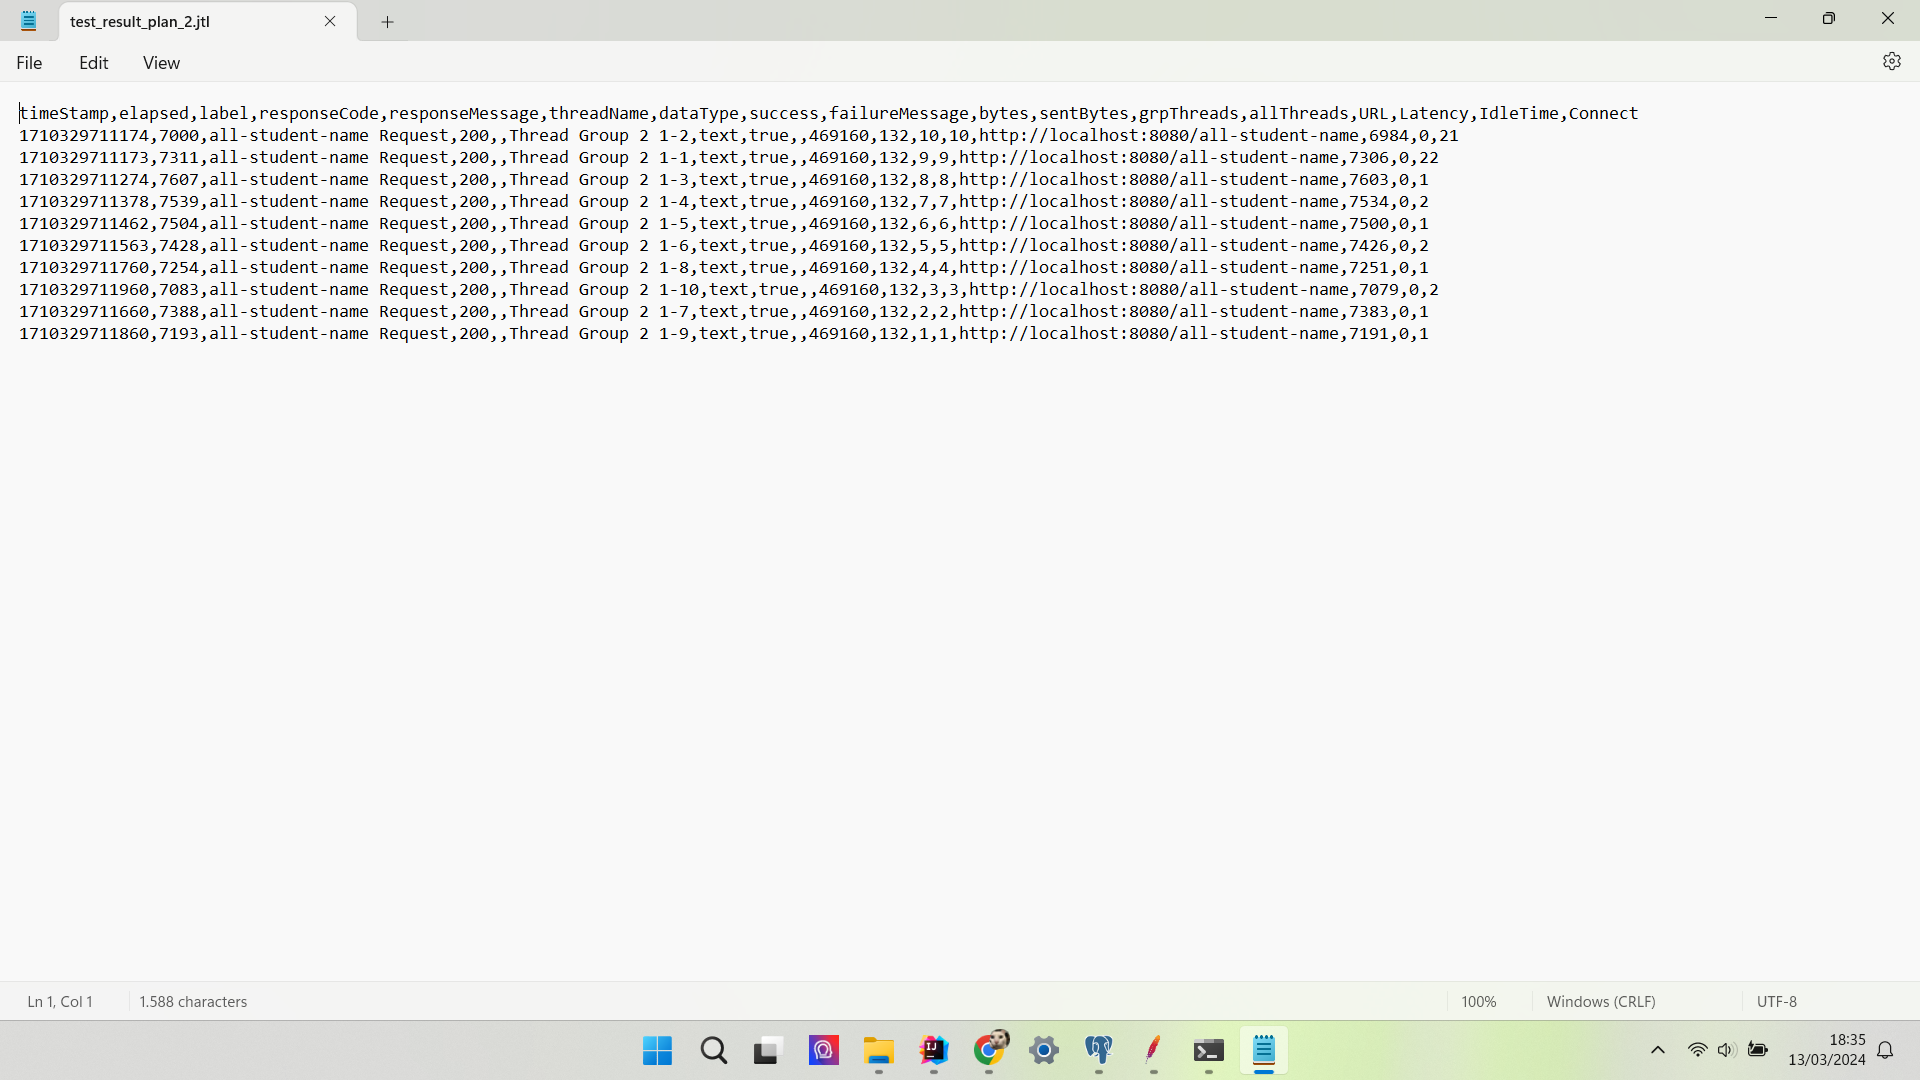 test_result_plan_2.jtl
File Edit View
timeStamp,elapsed,label,responseCode,responseMessage,threadName,dataType,success,failureMessage,bytes,sentBytes,grpThreads,allThreads,URL,Latency,IdleTime,Connect
1710329711174,7000,all-student-name Request,200,,Thread Group 2 1-2,text,true,,469160,132,10,10,http://localhost:8080/all-student-name,6984,0,21
1710329711173,7311,all-student-name Request,200,,Thread Group 2 1-1,text,true,,469160,132,9,9,http://localhost:8080/all-student-name,7306,0,22
1710329711274,7607,all-student-name Request,200,,Thread Group 2 1-3,text,true,,469160,132,8,8,http://localhost:8080/all-student-name,7603,0,1
1710329711378,7539,all-student-name Request,200,,Thread Group 2 1-4,text,true,,469160,132,7,7,http://localhost:8080/all-student-name,7534,0,2
1710329711462,7504,all-student-name Request,200,,Thread Group 2 1-5,text,true,,469160,132,6,6,http://localhost:8080/all-student-name,7500,0,1
1710329711563,7428,all-student-name Request,200,,Thread Group 2 1-6,text,true,,469160,132,5,5,http://localhost:8080/all-student-name,7426,0,2
1710329711760,7254,all-student-name Request,200,,Thread Group 2 1-8,text,true,,469160,132,4,4,http://localhost:8080/all-student-name,7251,0,1
1710329711960,7083,all-student-name Request,200,,Thread Group 2 1-10,text,true,,469160,132,3,3,http://localhost:8080/all-student-name,7079,0,2
1710329711660,7388,all-student-name Request,200,,Thread Group 2 1-7,text,true,,469160,132,2,2,http://localhost:8080/all-student-name,7383,0,1
1710329711860,7193,all-student-name Request,200,,Thread Group 2 1-9,text,true,,469160,132,1,1,http://localhost:8080/all-student-name,7191,0,1
Ln 1, Col 1 1.588 characters 100% Windows (CRLF) UTF-8
IJ
18:35
13/03/2024